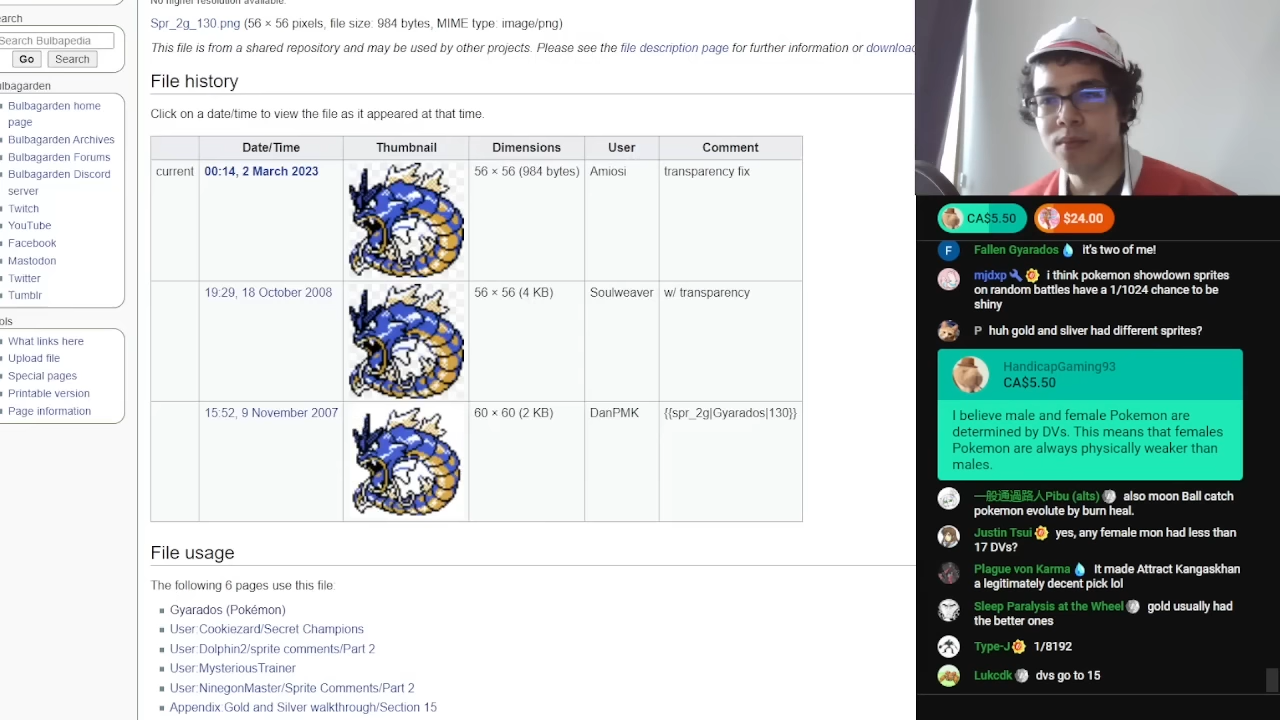 No higher resolution available.
Spr_2g_130.png (56 × 56 pixels, file size: 984 bytes, MIME type: image/png)
This file is from a shared repository and may be used by other projects. Please see the file description page for further information or downloa
File history
Click on a date/time to view the file as it appeared at that time.
Date/Time Thumbnail Dimensions User Comment
current 00:14, 2 March 2023 56 × 56 (984 bytes) Amiosi transparency fix
19:29, 18 October 2008 56 × 56 (4 KB) Soulweaver w/ transparency
15:52, 9 November 2007 60 × 60 (2 KB) DanPMK {{spr_2g|Gyarados|130}}
File usage
The following 6 pages use this file:
Gyarados (Pokémon)
User:Cookiezard/Secret Champions
User:Dolphin2/sprite comments/Part 2
User:MysteriousTrainer
User:NinegonMaster/Sprite Comments/Part 2
Appendix Gold and Silver walkthrough/Section 15
earch
Search Bulbapedia
Go Search
ulbagarden
Bulbagarden home
page
Bulbagarden Archives
Bulbagarden Forums
Bulbagarden Discord
server
Twitch
YouTube
Facebook
Mastodon
Twitter
Tumblr
ols
What links here
Upload file
Special pages
Printable version
Page information
CA$5.50 $24.00
F Fallen Gyarados it's two of me!
mjdxp i think pokemon showdown sprites
on random battles have a 1/1024 chance to be
shiny
P huh gold and sliver had different sprites?
HandicapGaming93
CA$5.50
I believe male and female Pokemon are
determined by DVs. This means that females
Pokemon are always physically weaker than
males.
一般通過路人Pibu (alts) also moon Ball catch
pokemon evolute by burn heal.
Justin Tsui yes, any female mon had less than
17 DVs?
Plague von Karma It made Attract Kangaskhan
a legitimately decent pick lol
Sleep Paralysis at the Wheel gold usually had
the better ones
Type-J 1/8192
Lukcdk dvs go to 15